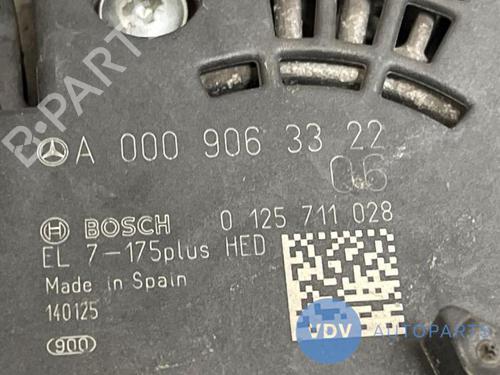 A 000 906 33 22
06
BOSCH 0 125 711 028
EL 7-175plus HED
Made in Spain
140125
900
B-PARTS
VDV AUTOPARTS